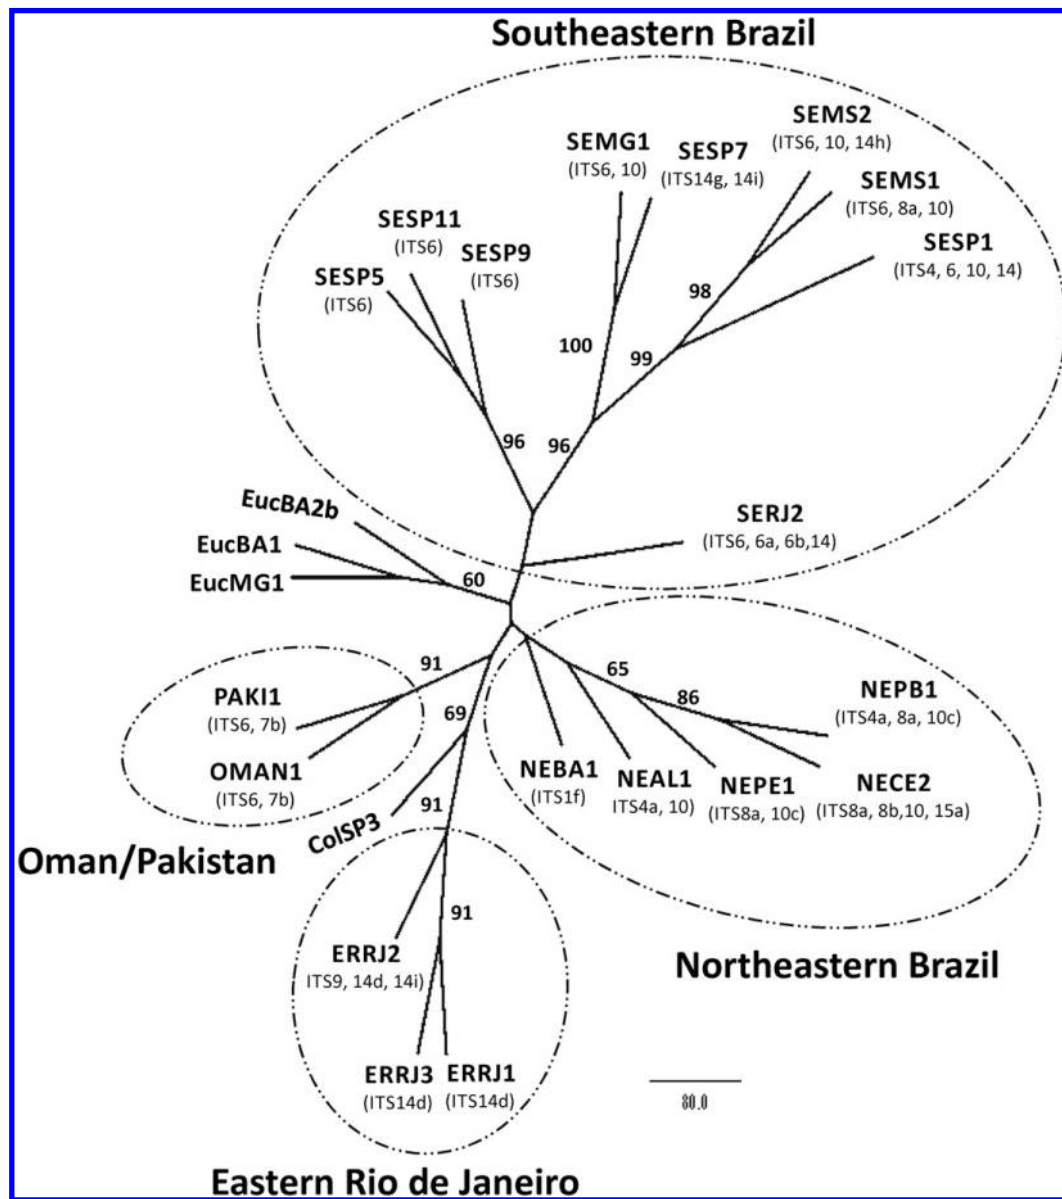 Southeastern Brazil
SEMS2
(ITS6, 10, 14h)
SEMG1
(ITS6, 10)
SESP7
(ITS14g, 14i)
SEMS1
(ITS6, 8a, 10)
SESP11
(ITS6)
SESP9
(ITS6)
SESP1
(ITS4, 6, 10, 14)
SESP5
(ITS6)
98
100
99
96
96
EucBA2b
SERJ2
(ITS6, 6a, 6b,14)
EucBA1
EucMG1
60
91
65
PAKI1
(ITS6, 7b)
86
NEPB1
(ITS4a, 8a, 10c)
69
OMAN1
(ITS6, 7b)
NEBA1
(ITS1f)
NEAL1
ITS4a, 10)
NEPE1
(ITS8a, 10c)
NECE2
(ITS8a, 8b,10, 15a)
91
ColSP3
Oman/Pakistan
91
ERRJ2
ITS9, 14d, 14i)
Northeastern Brazil
ERRJ3
(ITS14d)
ERRJ1
(ITS14d)
80.0
Eastern Rio de Janeiro